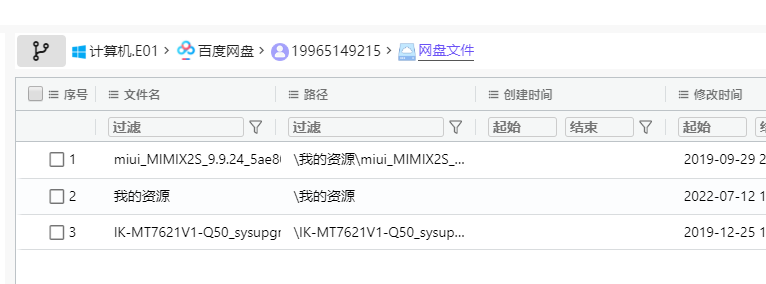 计算机.E01 > 百度网盘 > 19965149215 > 网盘文件
序号 文件名 路径 创建时间 修改时间
过滤 过滤 起始 结束 起始
1 miui_MIMIX2S_9.9.24_5ae8 \我的资源\miui_MIMIX2S_... 2019-09-29 2
2 我的资源 \我的资源 2022-07-12 1
3 IK-MT7621V1-Q50_sysupgr \IK-MT7621V1-Q50_sysup... 2019-12-25 1